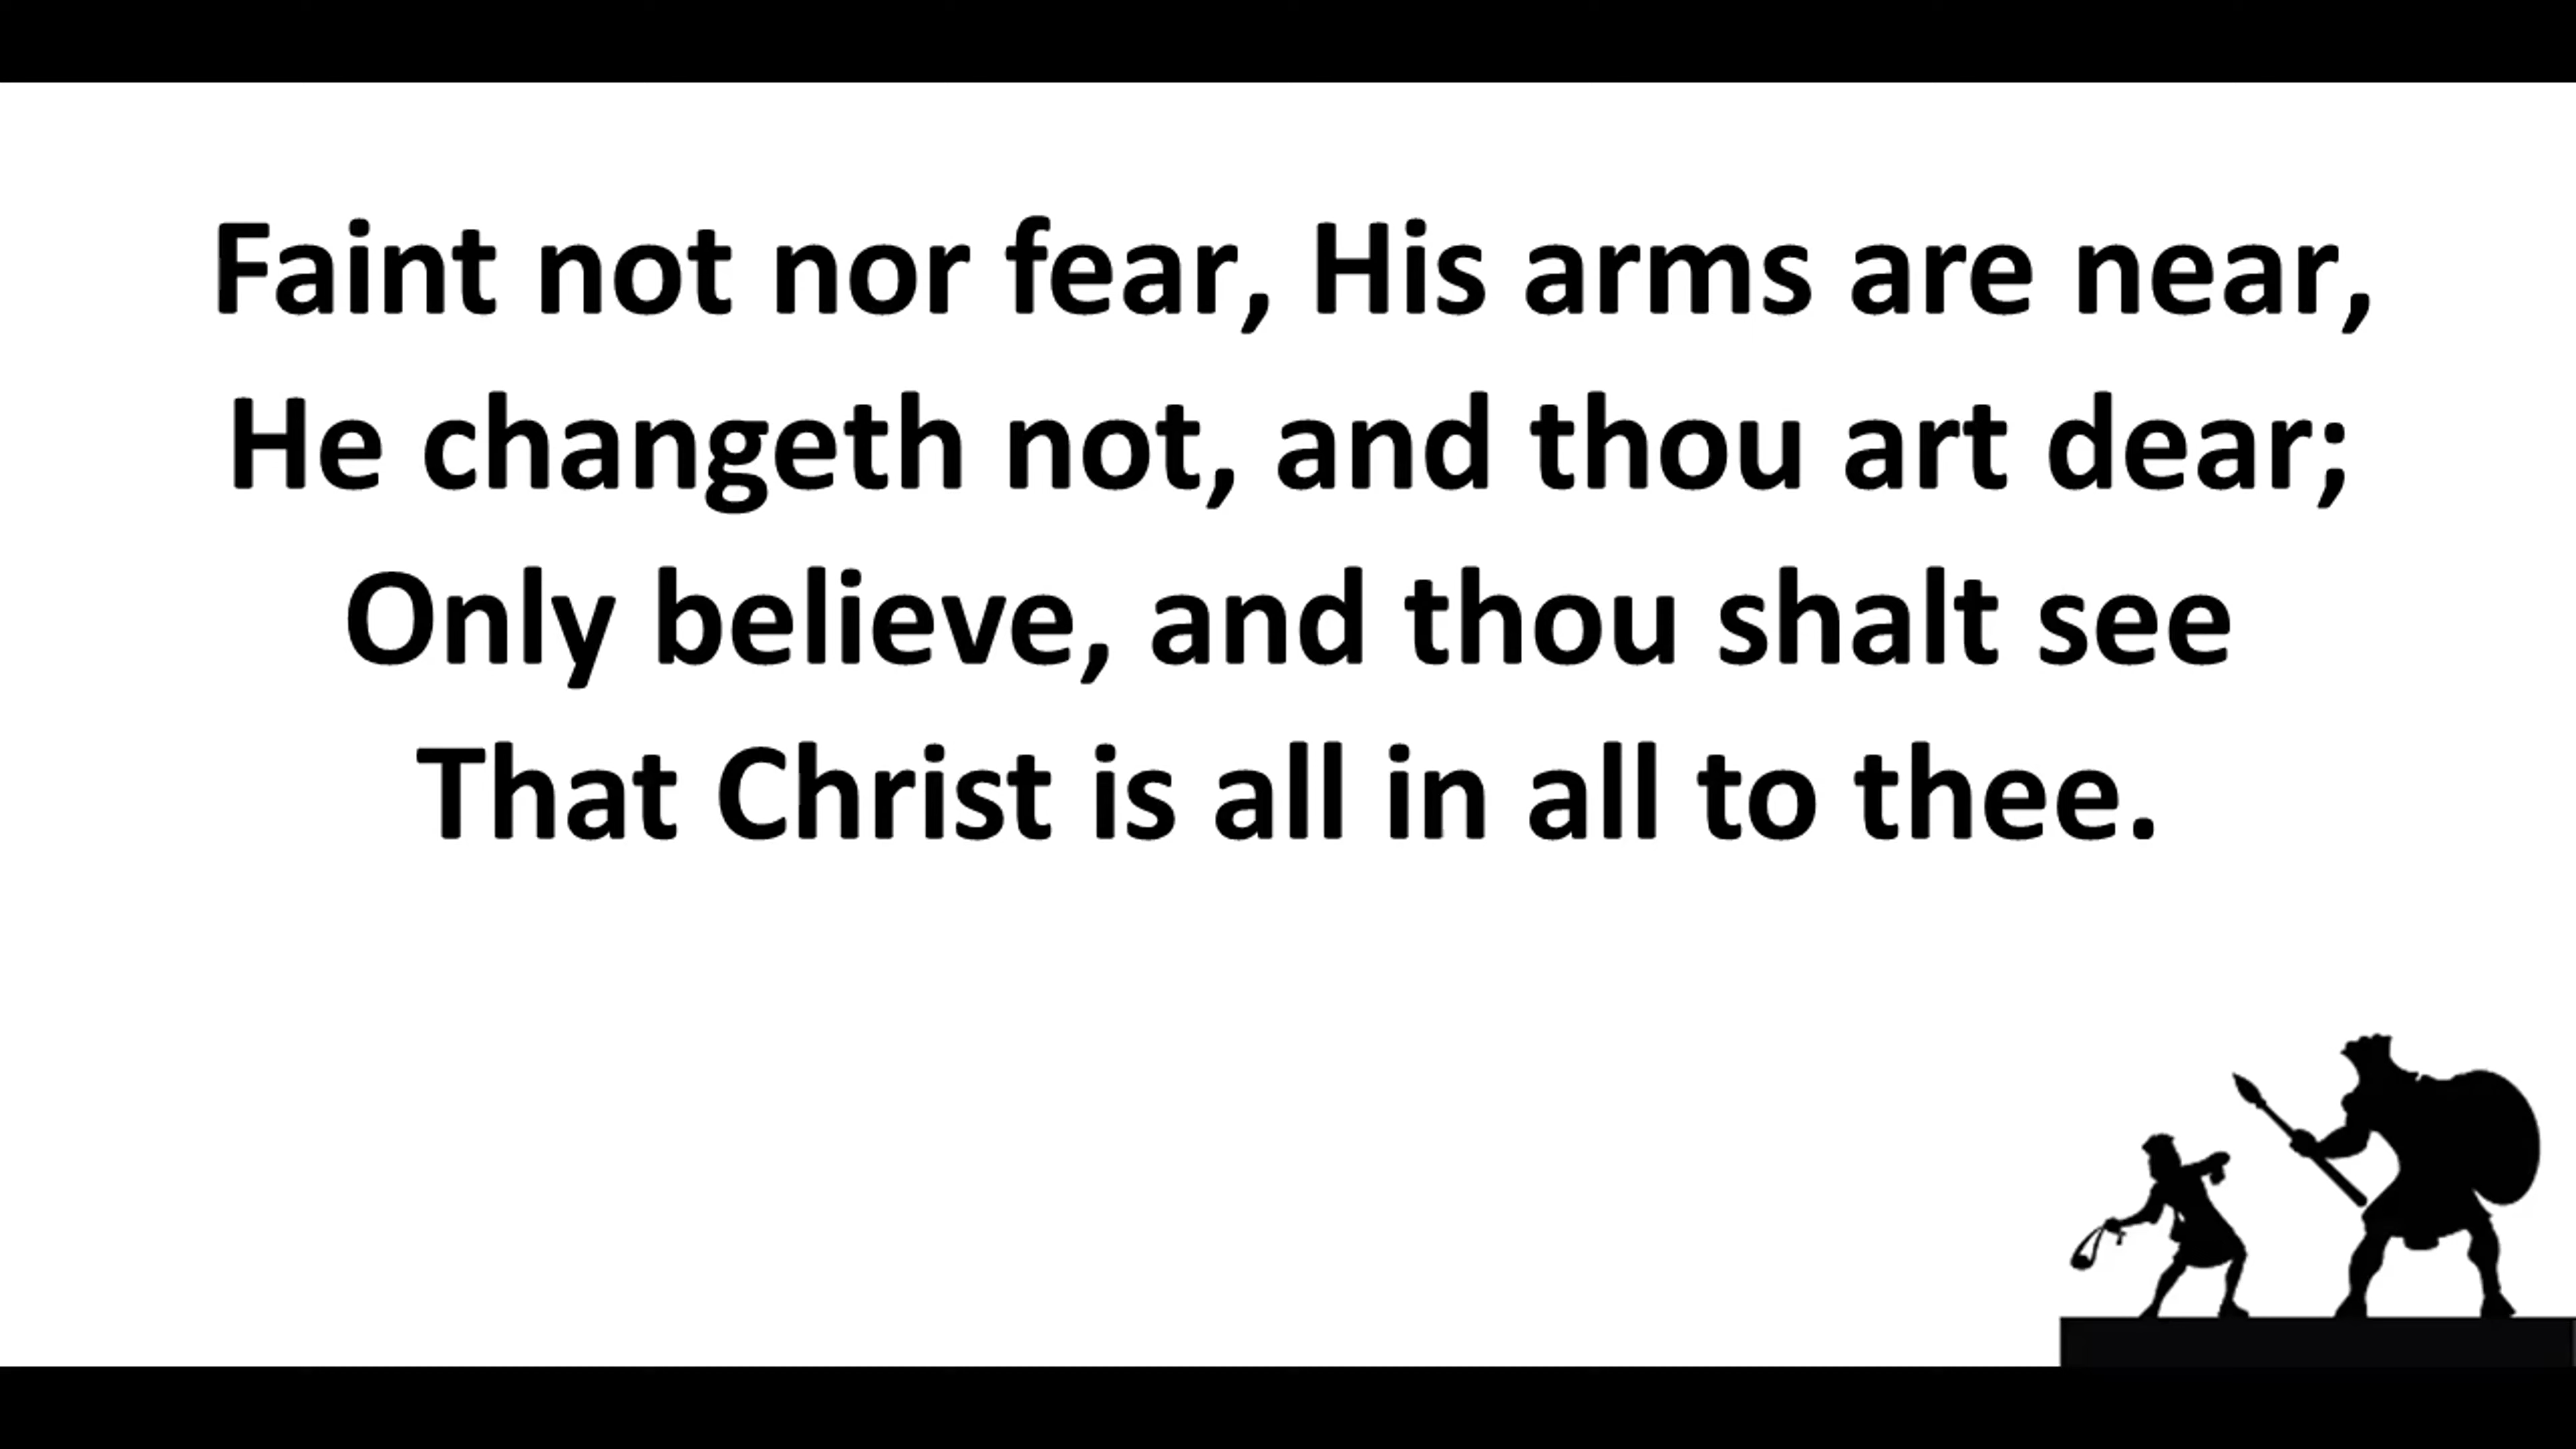 Faint not nor fear, His arms are near,
He changeth not, and thou art dear;
Only believe, and thou shalt see
That Christ is all in all to thee.